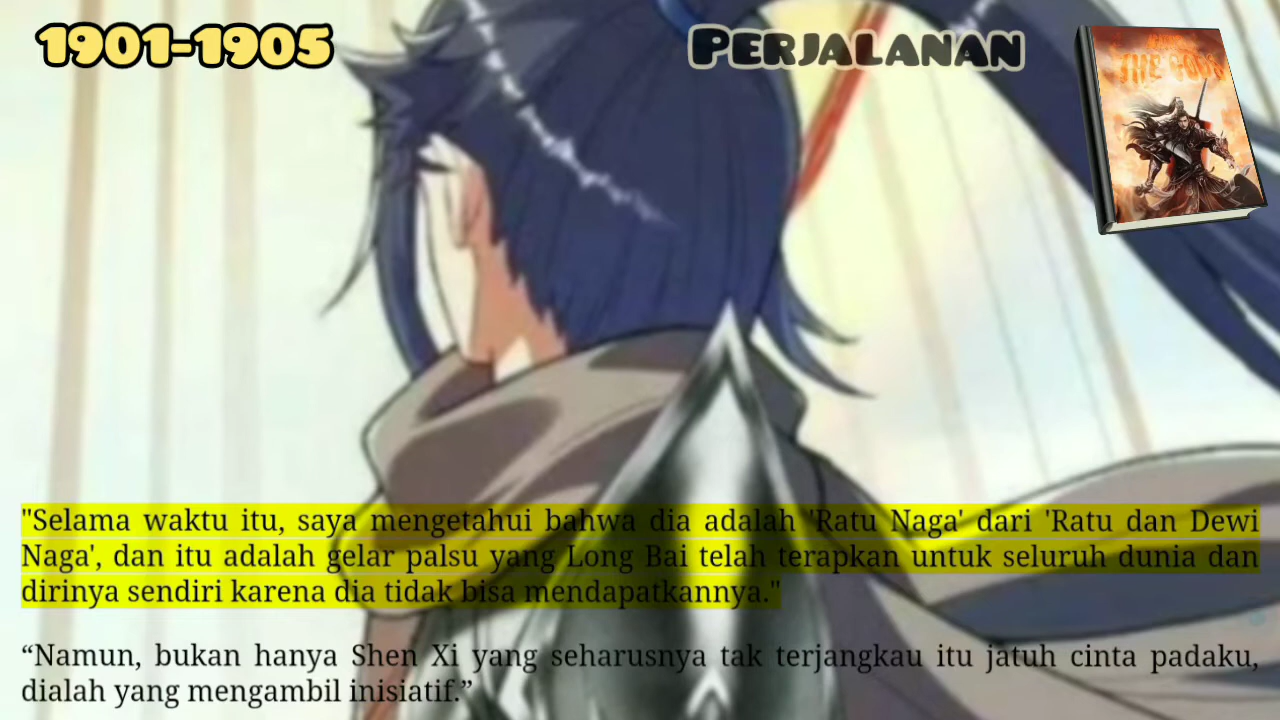 1901-1905
PERJALANAN
THE GODS
"Selama waktu itu, saya mengetahui bahwa dia adalah 'Ratu Naga' dari 'Ratu dan Dewi
Naga', dan itu adalah gelar palsu yang Long Bai telah terapkan untuk seluruh dunia dan
dirinya sendiri karena dia tidak bisa mendapatkannya."
“Namun, bukan hanya Shen Xi yang seharusnya tak terjangkau itu jatuh cinta padaku,
dialah yang mengambil inisiatif.”